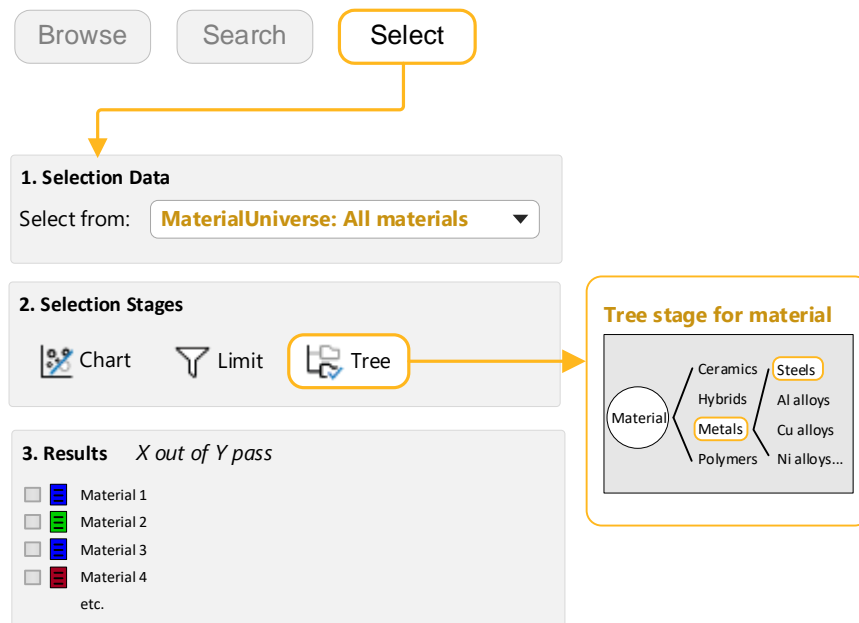 Browse Search Select
1. Selection Data
Select from: MaterialUniverse: All materials
2. Selection Stages
Chart Limit Tree
Tree stage for material
Material
Ceramics
Hybrids
Metals
Polymers
Steels
Al alloys
Cu alloys
Ni alloys...
3. Results X out of Y pass
Material 1
Material 2
Material 3
Material 4
etc.